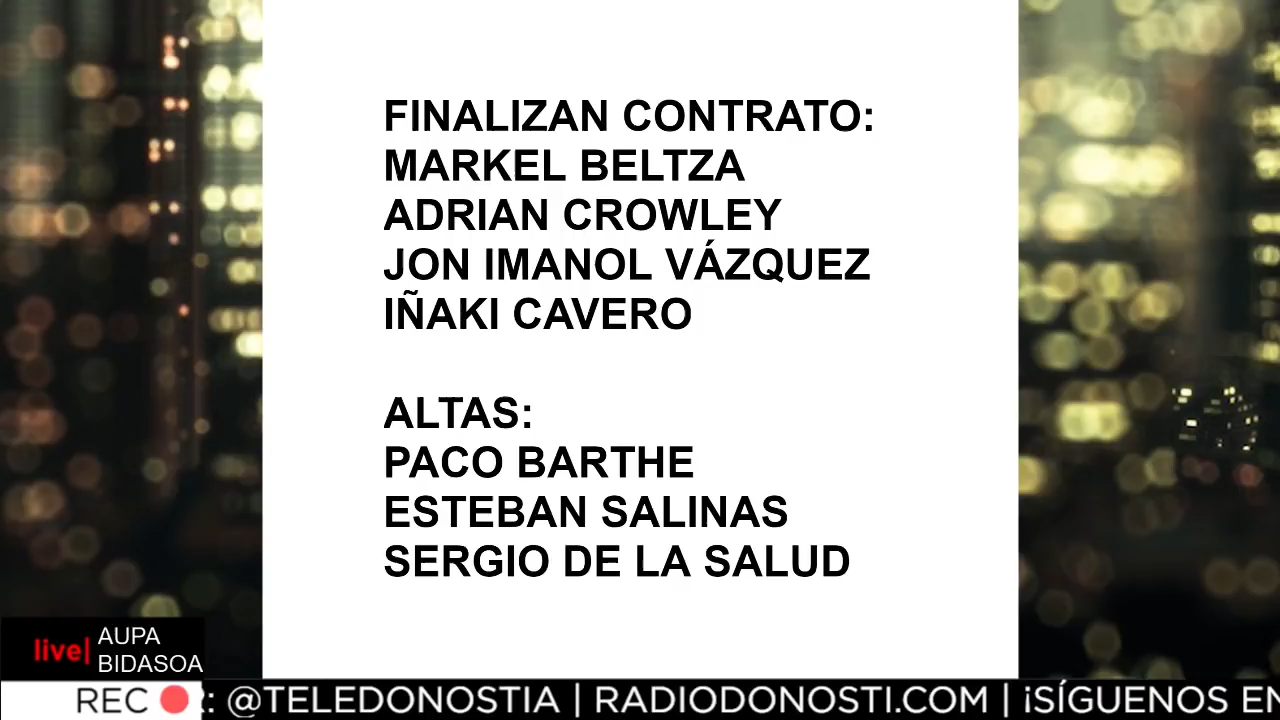 FINALIZAN CONTRATO:
MARKEL BELTZA
ADRIAN CROWLEY
JON IMANOL VÁZQUEZ
IÑAKI CAVERO
ALTAS:
PACO BARTHE
ESTEBAN SALINAS
SERGIO DE LA SALUD
live| AUPA
BIDASOA
REC : @TELEDONOSTIA | RADIODONOSTI.COM | ¡SÍGUENOS EN